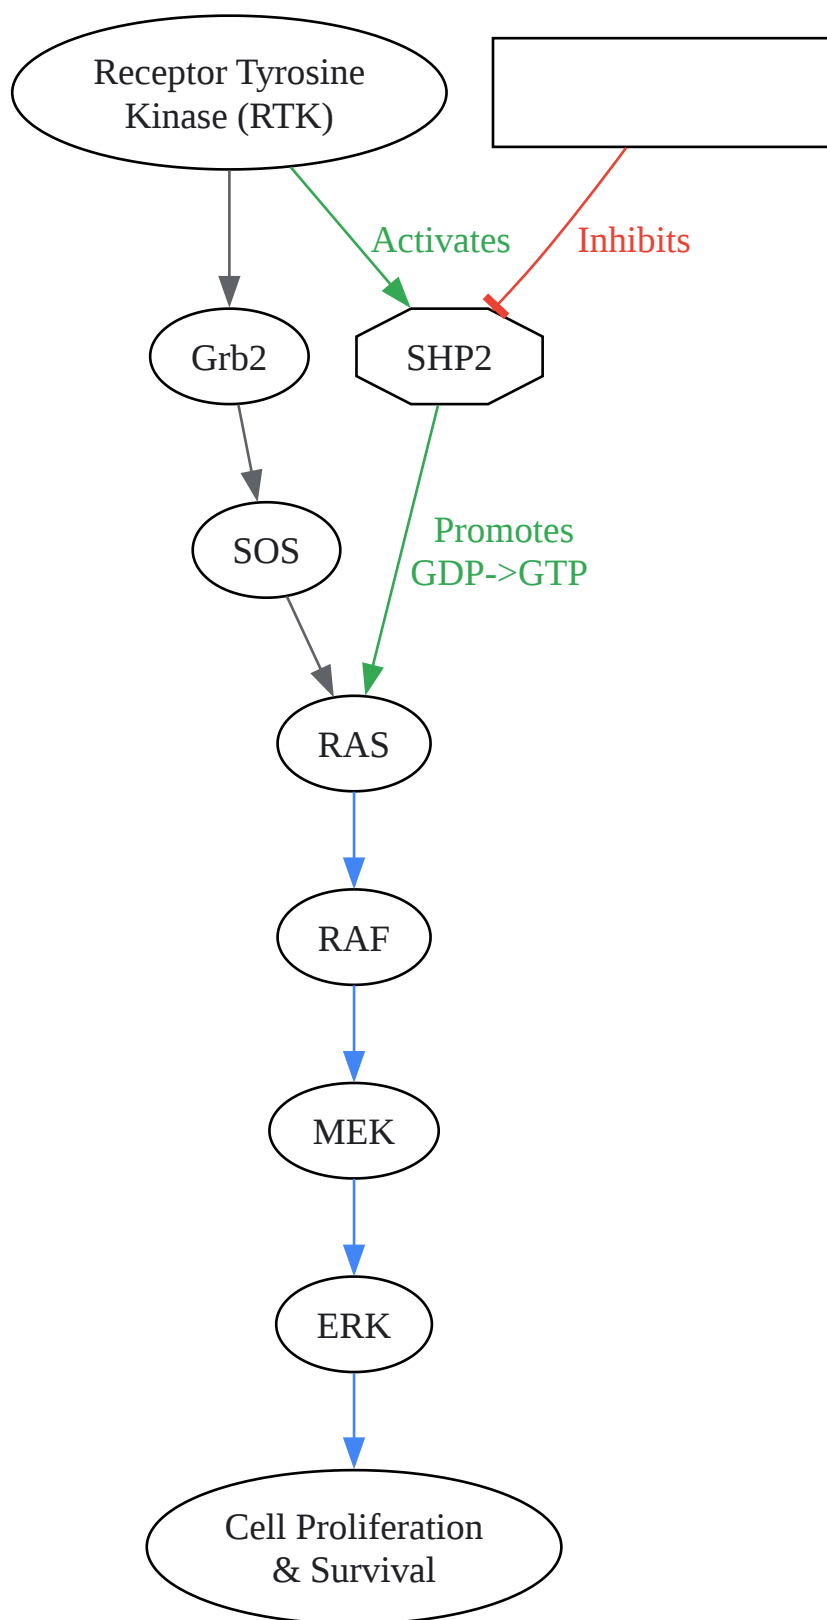 Receptor Tyrosine
Kinase (RTK)
Activates
Inhibits
Grb2
SHP2
SOS
Promotes
GDP->GTP
RAS
RAF
MEK
ERK
Cell Proliferation
& Survival